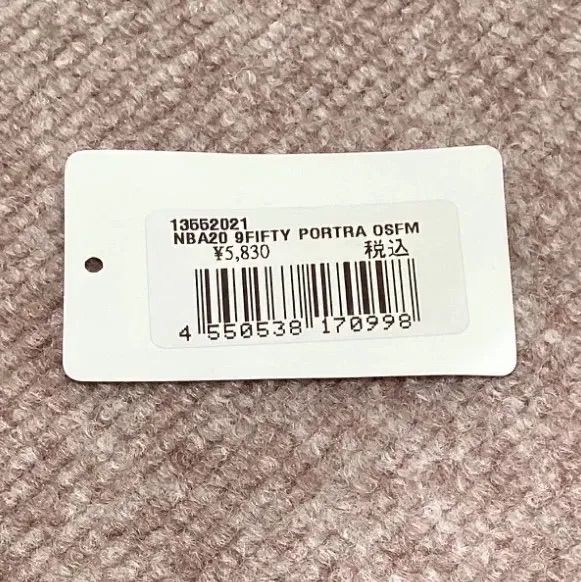 13552021
NBA20 9FIFTY PORTRA OSFM
¥5,830 税込
4 550538 170998